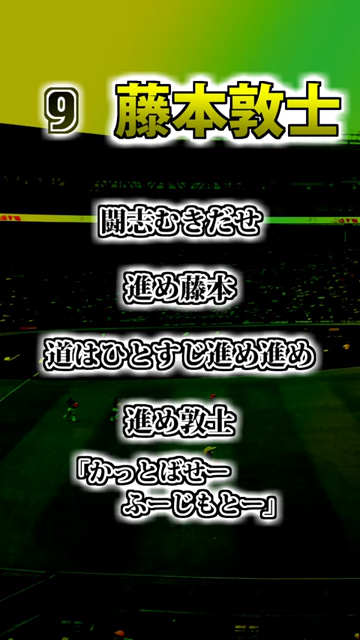 9 藤本敦士
闘志むきだせ
進め藤本
道はひとすじ進め進め
進め敦士
『かっとばせー
ふーじもとー』